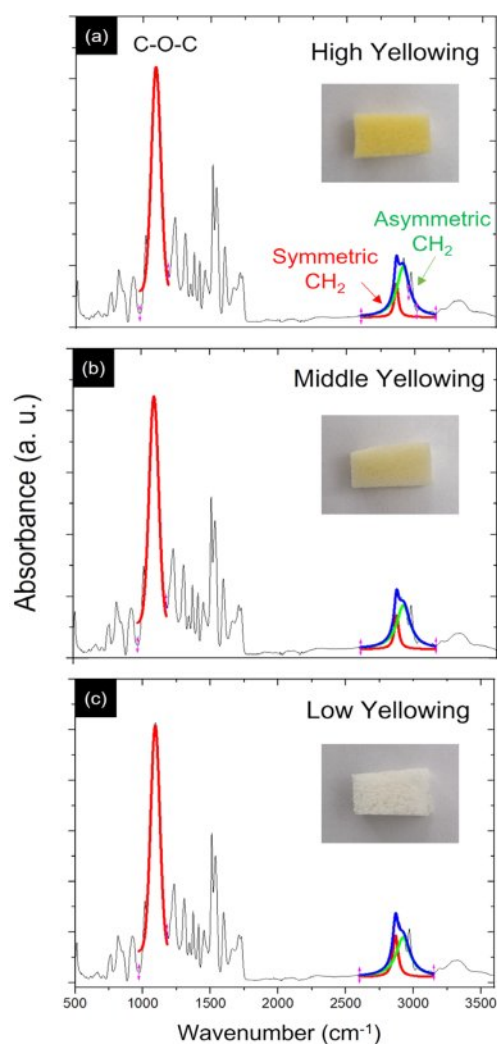 (a)
C-O-C
High Yellowing
Asymmetric
CH₂
Symmetric
CH₂
(b)
Middle Yellowing
Absorbance (a. u.)
(c)
Low Yellowing
500 1000 1500 2000 2500 3000 3500
Wavenumber (cm⁻¹)